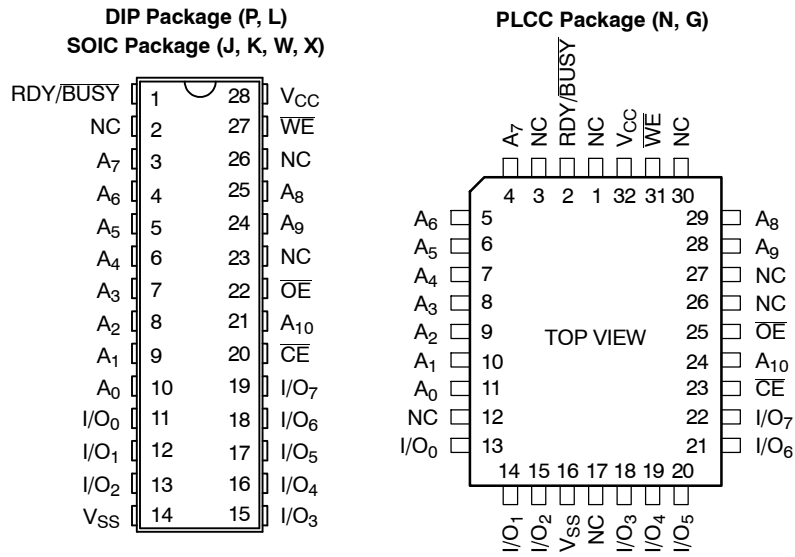 DIP Package (P, L)
SOIC Package (J, K, W, X)
RDY/BUSY 1 28 VCC
NC 2 27 WE
A7 3 26 NC
A6 4 25 A8
A5 5 24 A9
A4 6 23 NC
A3 7 22 OE
A2 8 21 A10
A1 9 20 CE
A0 10 19 I/O7
I/O0 11 18 I/O6
I/O1 12 17 I/O5
I/O2 13 16 I/O4
VSS 14 15 I/O3
PLCC Package (N, G)
A7 NC RDY/BUSY NC VCC WE NC
4 3 2 1 32 31 30
A6 5 29 A8
A5 6 28 A9
A4 7 27 NC
A3 8 26 NC
A2 9 TOP VIEW 25 OE
A1 10 24 A10
A0 11 23 CE
NC 12 22 I/O7
I/O0 13 21 I/O6
14 15 16 17 18 19 20
I/O1 I/O2 VSS NC I/O3 I/O4 I/O5